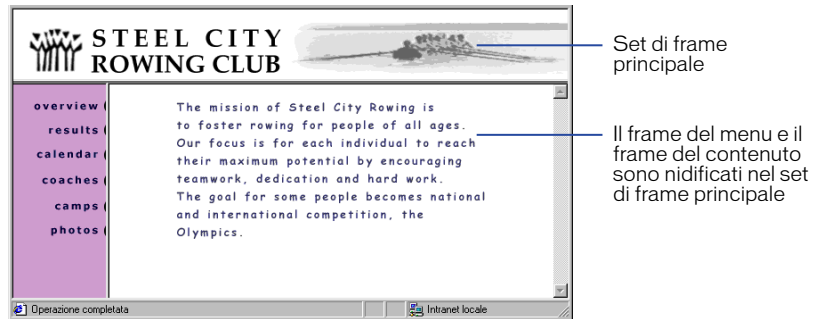 STEEL CITY
ROWING CLUB
Set di frame
principale
overview
results
calendar
coaches
camps
photos
The mission of Steel City Rowing is
to foster rowing for people of all ages.
Our focus is for each individual to reach
their maximum potential by encouraging
teamwork, dedication and hard work.
The goal for some people becomes national
and international competition, the
Olympics.
Il frame del menu e il
frame del contenuto
sono nidificati nel set
di frame principale
Operazione completata
Intranet locale